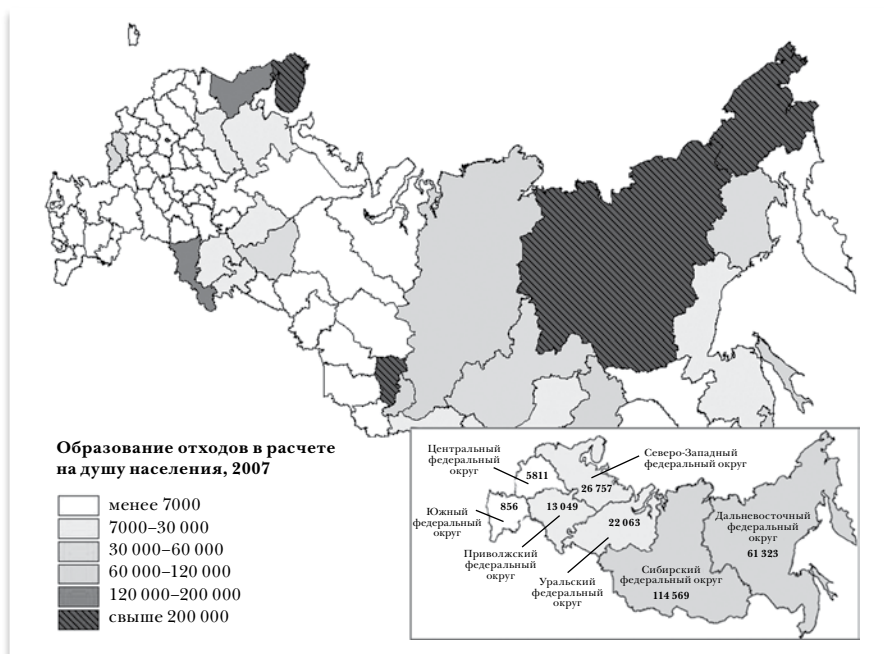 Образование отходов в расчете
на душу населения, 2007
менее 7000
7000–30 000
30 000–60 000
60 000–120 000
120 000–200 000
свыше 200 000
Центральный
федеральный
округ
5811
Северо-Западный
федеральный округ
26 757
Южный
федеральный
округ
856
13 049
Приволжский
федеральный
округ
22 063
Уральский
федеральный
округ
Сибирский
федеральный округ
114 569
Дальневосточный
федеральный
округ
61 323